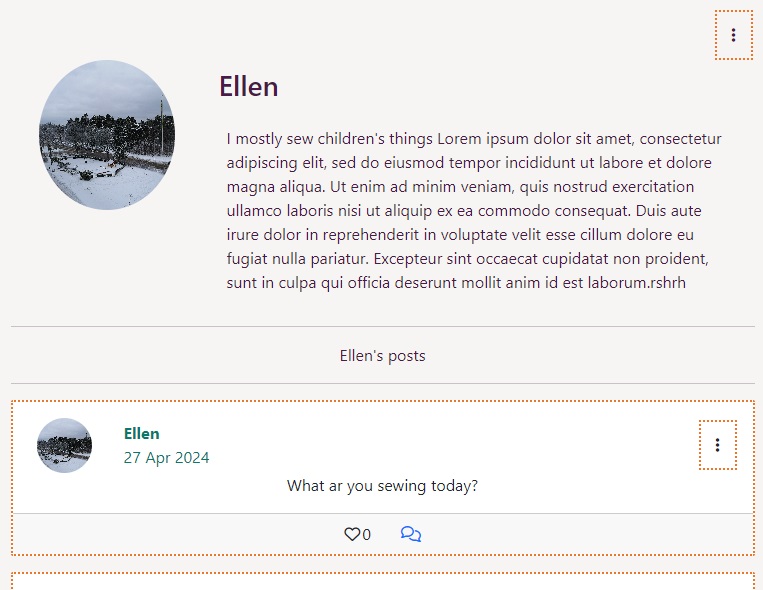 Ellen
I mostly sew children's things Lorem ipsum dolor sit amet, consectetur
adipiscing elit, sed do eiusmod tempor incididunt ut labore et dolore
magna aliqua. Ut enim ad minim veniam, quis nostrud exercitation
ullamco laboris nisi ut aliquip ex ea commodo consequat. Duis aute
irure dolor in reprehenderit in voluptate velit esse cillum dolore eu
fugiat nulla pariatur. Excepteur sint occaecat cupidatat non proident,
sunt in culpa qui officia deserunt mollit anim id est laborum.rshrh
Ellen's posts
Ellen
27 Apr 2024
What ar you sewing today?
0